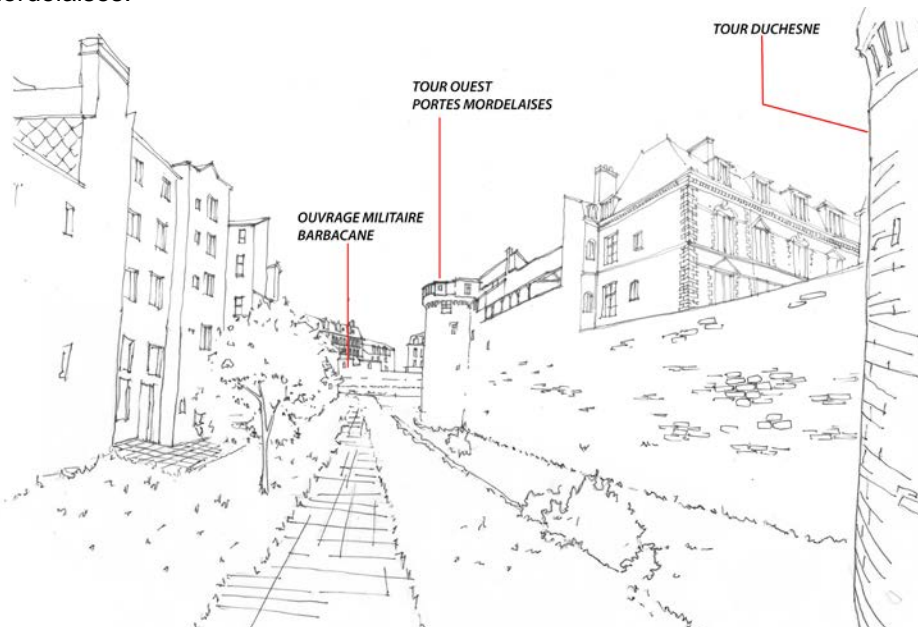 TOUR DUCHESNE
TOUR OUEST
PORTES MORDELAISES
OUVRAGE MILITAIRE
BARBACANE